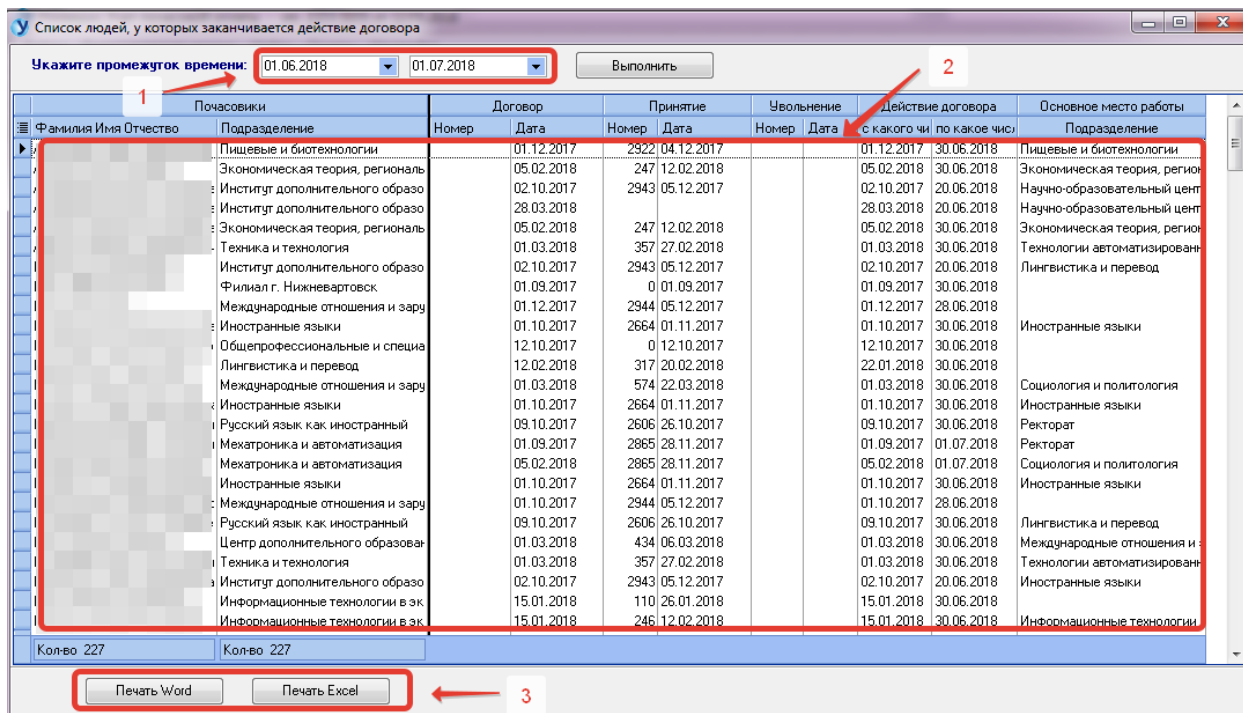 Список людей, у которых заканчивается действие договора
Укажите промежуток времени: 01.06.2018 01.07.2018 Выполнить
1 2
Почасовики Договор Принятие Увольнение Действие договора Основное место работы
Фамилия Имя Отчество Подразделение Номер Дата Номер Дата Номер Дата с какого чи по какое чис Подразделение
Пищевые и биотехнологии 01.12.2017 2922 04.12.2017 01.12.2017 30.06.2018 Пищевые и биотехнологии
Экономическая теория, региональ 05.02.2018 247 12.02.2018 05.02.2018 30.06.2018 Экономическая теория, регион
Институт дополнительного образо 02.10.2017 2943 05.12.2017 02.10.2017 20.06.2018 Научно-образовательный цент
Институт дополнительного образо 28.03.2018 28.03.2018 20.06.2018 Научно-образовательный цент
Экономическая теория, региональ 05.02.2018 247 12.02.2018 05.02.2018 30.06.2018 Экономическая теория, регион
Техника и технология 01.03.2018 357 27.02.2018 01.03.2018 30.06.2018 Технологии автоматизированн
Институт дополнительного образо 02.10.2017 2943 05.12.2017 02.10.2017 20.06.2018 Лингвистика и перевод
Филиал г. Нижневартовск 01.09.2017 0 01.09.2017 01.09.2017 30.06.2018
Международные отношения и зару 01.12.2017 2944 05.12.2017 01.12.2017 28.06.2018
Иностранные языки 01.10.2017 2664 01.11.2017 01.10.2017 30.06.2018 Иностранные языки
Общепрофессиональные и специа 12.10.2017 0 12.10.2017 12.10.2017 30.06.2018
Лингвистика и перевод 12.02.2018 317 20.02.2018 22.01.2018 30.06.2018
Международные отношения и зару 01.03.2018 574 22.03.2018 01.03.2018 30.06.2018 Социология и политология
Иностранные языки 01.10.2017 2664 01.11.2017 01.10.2017 30.06.2018 Иностранные языки
Русский язык как иностранный 09.10.2017 2606 26.10.2017 09.10.2017 30.06.2018 Ректорат
Мехатроника и автоматизация 01.09.2017 2865 28.11.2017 01.09.2017 01.07.2018 Ректорат
Мехатроника и автоматизация 05.02.2018 2865 28.11.2017 05.02.2018 01.07.2018 Социология и политология
Иностранные языки 01.10.2017 2664 01.11.2017 01.10.2017 30.06.2018 Иностранные языки
Международные отношения и зару 01.10.2017 2944 05.12.2017 01.10.2017 28.06.2018
Русский язык как иностранный 09.10.2017 2606 26.10.2017 09.10.2017 30.06.2018 Лингвистика и перевод
Центр дополнительного образован 01.03.2018 434 06.03.2018 01.03.2018 30.06.2018 Международные отношения и
Техника и технология 01.03.2018 357 27.02.2018 01.03.2018 30.06.2018 Технологии автоматизированн
Институт дополнительного образо 02.10.2017 2943 05.12.2017 02.10.2017 20.06.2018 Иностранные языки
Информационные технологии в эк 15.01.2018 110 26.01.2018 15.01.2018 30.06.2018
Информационные технологии в эк 15.01.2018 246 12.02.2018 15.01.2018 30.06.2018 Информационные технологии
Кол-во 227 Кол-во 227
Печать Word Печать Excel 3